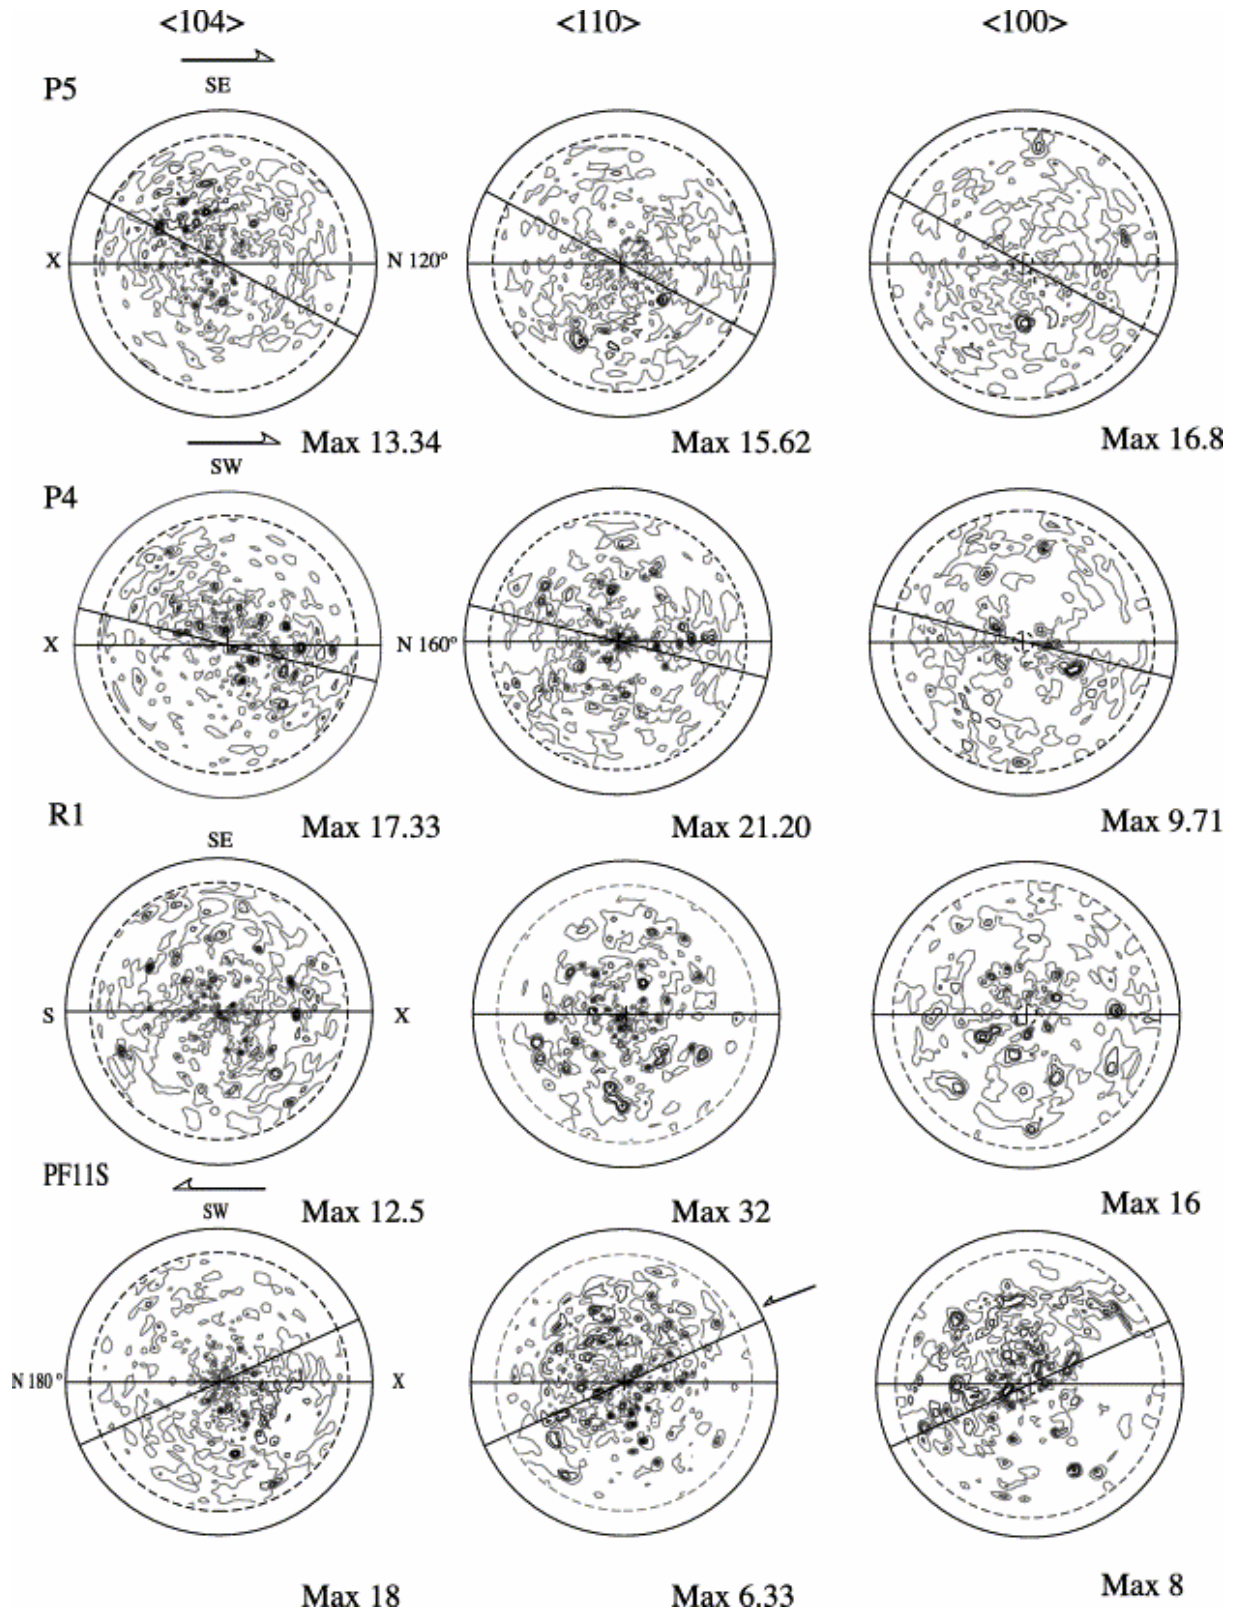 <104> <110> <100>
P5
SE
X N 120°
Max 13.34 Max 15.62 Max 16.8
SW
P4
X N 160°
Max 17.33 Max 21.20 Max 9.71
R1
SE
S X
Max 12.5 Max 32 Max 16
PF11S
SW
N 180° X
Max 18 Max 6.33 Max 8